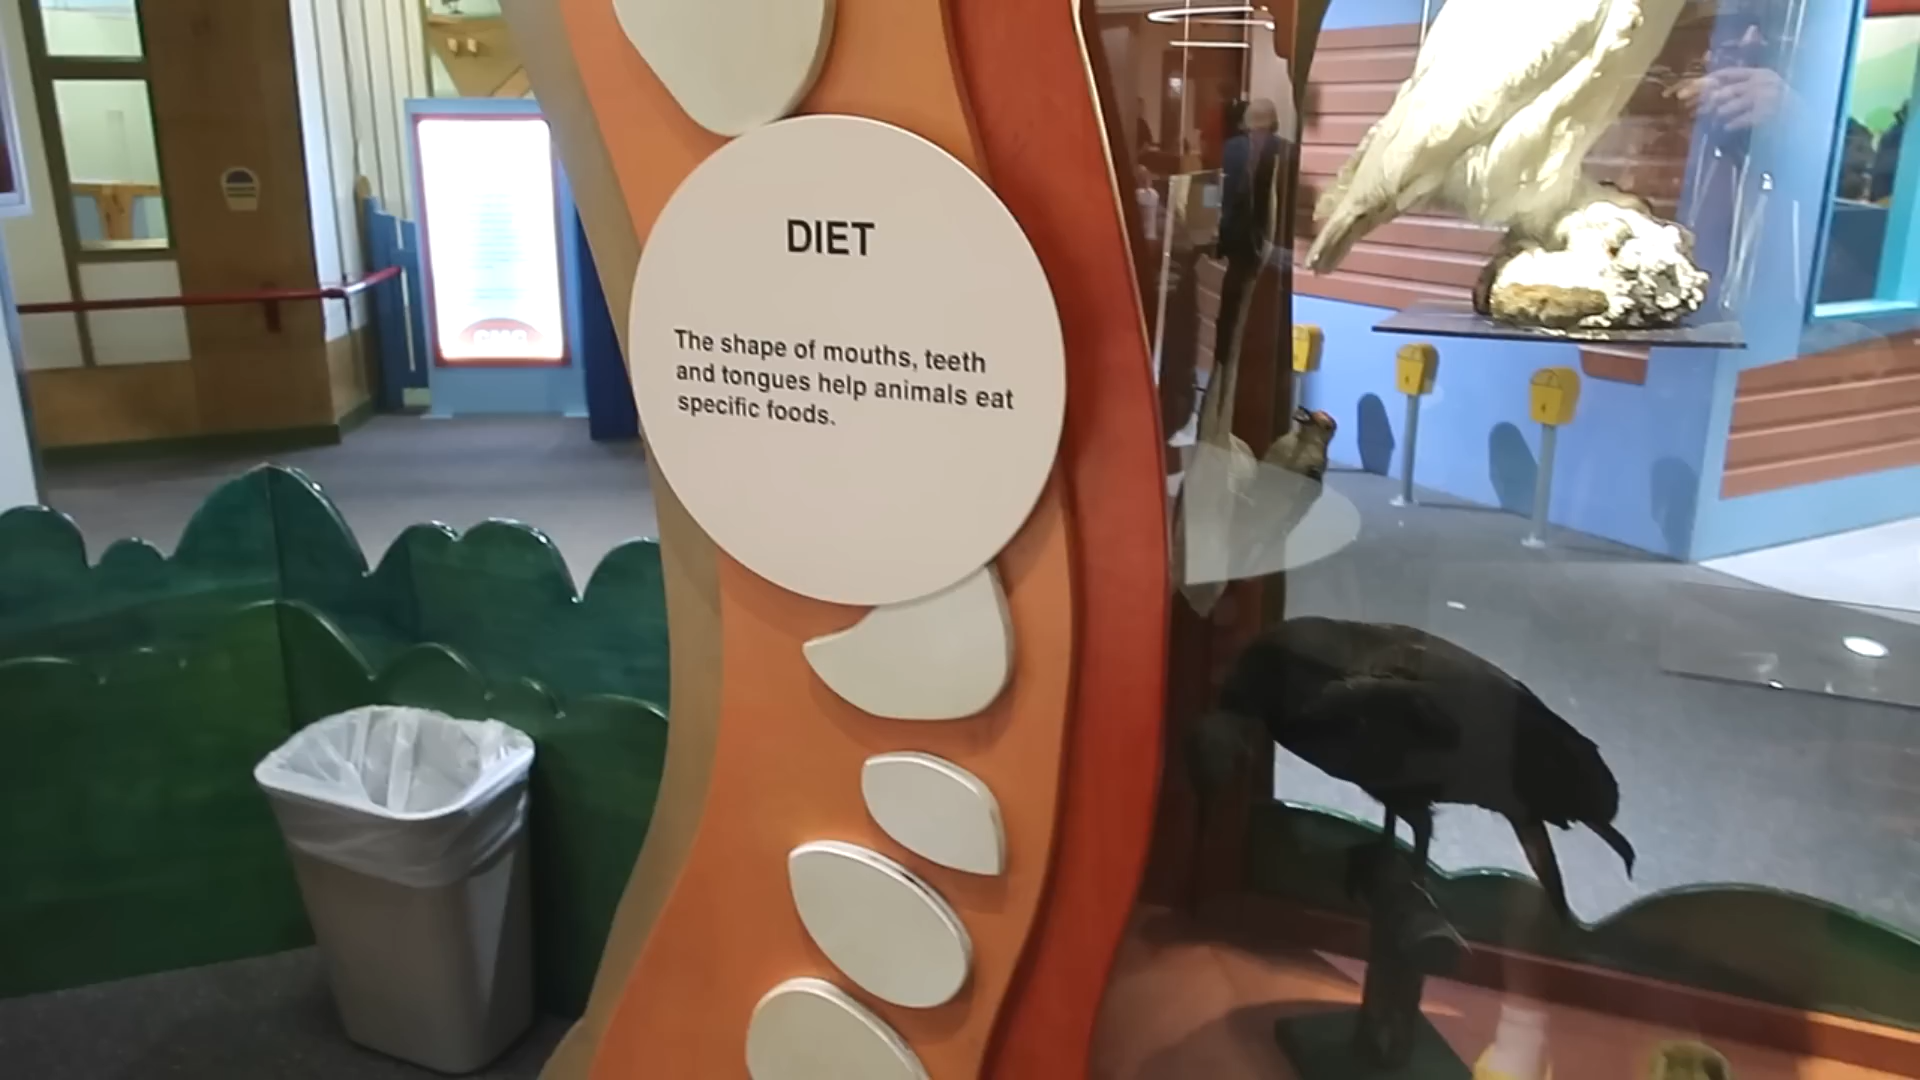 DIET
The shape of mouths, teeth
and tongues help animals eat
specific foods.